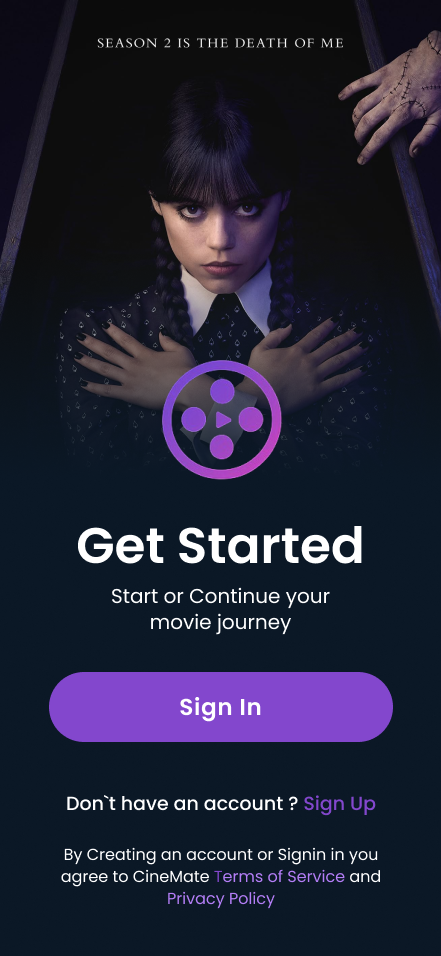 SEASON 2 IS THE DEATH OF ME
Get Started
Start or Continue your
movie journey
Sign In
Don`t have an account ? Sign Up
By Creating an account or Signin in you
agree to CineMate Terms of Service and
Privacy Policy